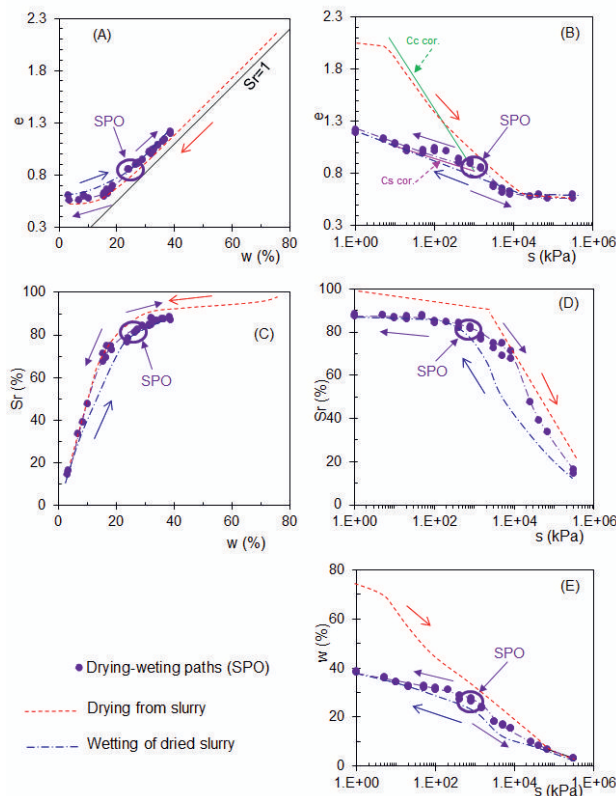 2.3
1.8
1.3
0.8
0.3
e
(A)
SPO
Sr=1
0
20
40
60
80
w (%)
2.3
1.8
1.3
0.8
0.3
e
(B)
Cc cor.
SPO
Cs cor.
1.E+00
1.E+02
1.E+04
1.E+06
s (kPa)
100
80
60
40
20
0
Sr (%)
(C)
SPO
0
20
40
60
80
w (%)
100
80
60
40
20
0
Sr (%)
(D)
SPO
1.E+00
1.E+02
1.E+04
1.E+06
s (kPa)
80
60
40
20
0
w (%)
(E)
SPO
1.E+00
1.E+02
1.E+04
1.E+06
s (kPa)
Drying-weting paths (SPO)
Drying from slurry
Wetting of dried slurry